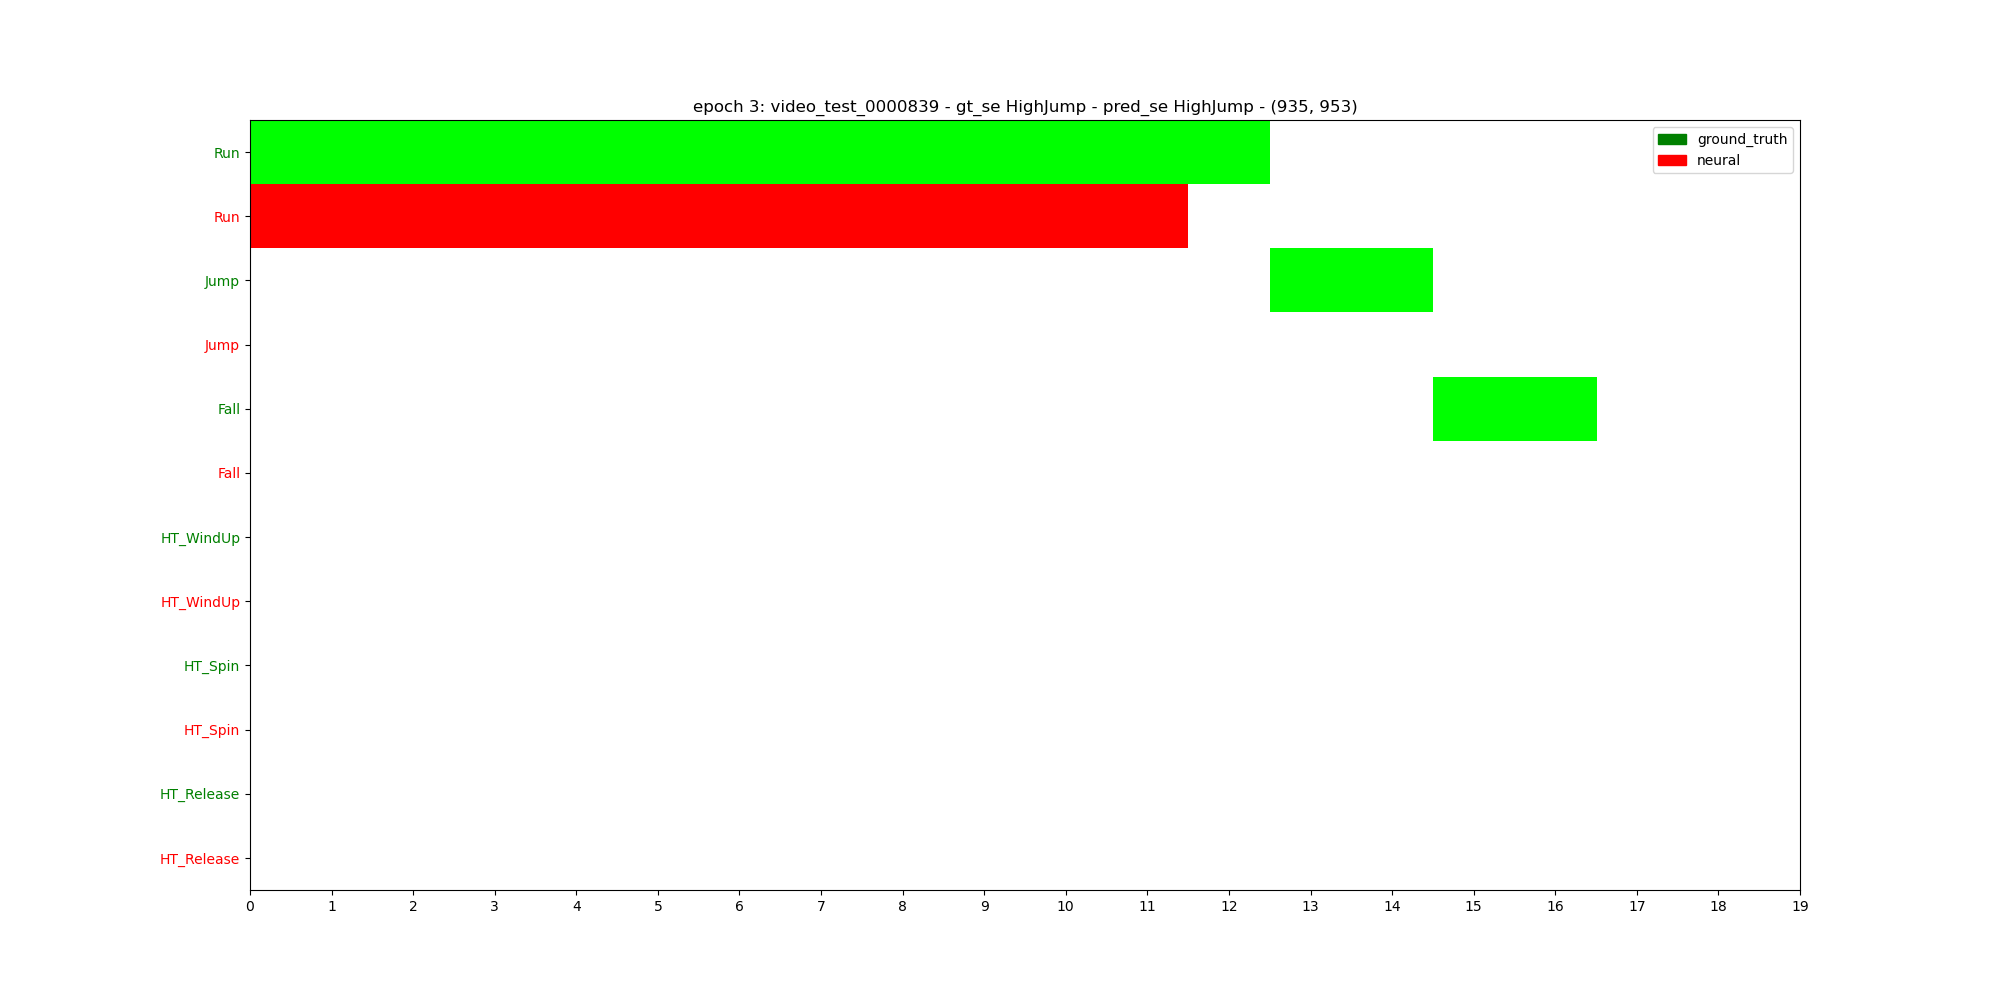 epoch 3: video_test_0000839 - gt_se HighJump - pred_se HighJump - (935, 953)
ground_truth
neural
Run
Run
Jump
Jump
Fall
Fall
HT_WindUp
HT_WindUp
HT_Spin
HT_Spin
HT_Release
HT_Release
0 1 2 3 4 5 6 7 8 9 10 11 12 13 14 15 16 17 18 19